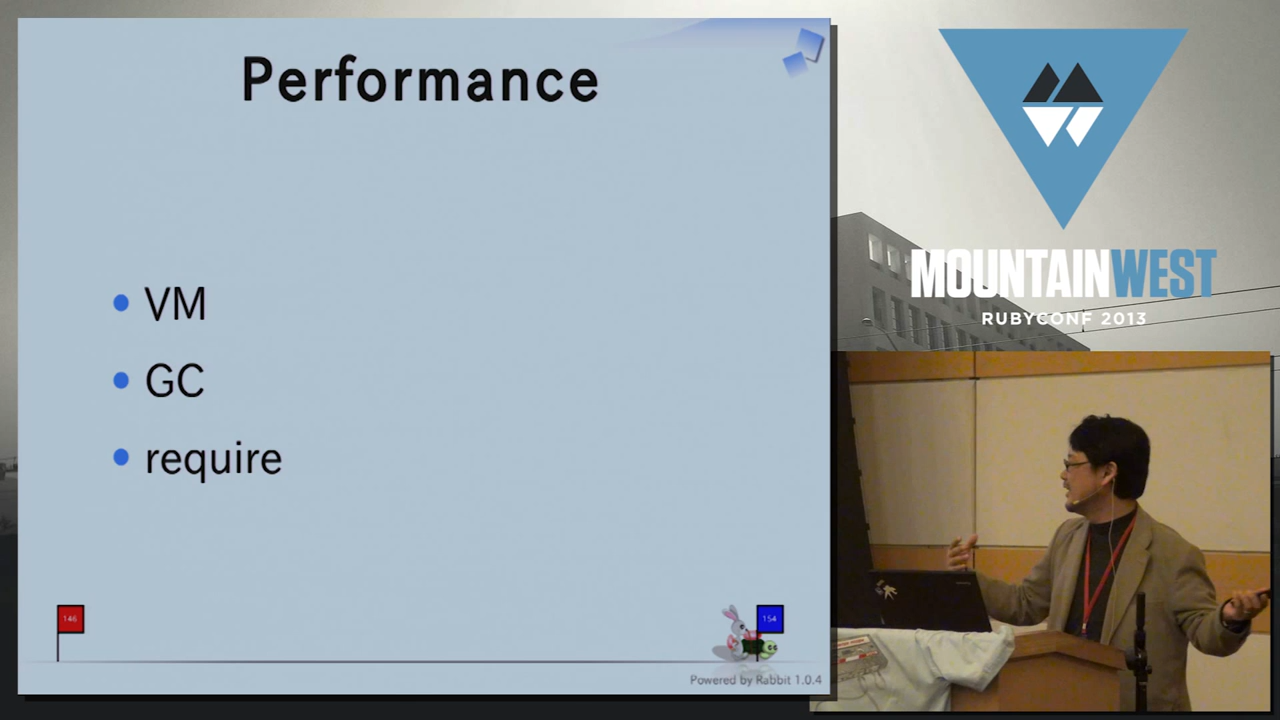 Performance
VM
GC
require
146
154
Powered by Rabbit 1.0.4
MOUNTAINWEST
RUBYCONF 2013